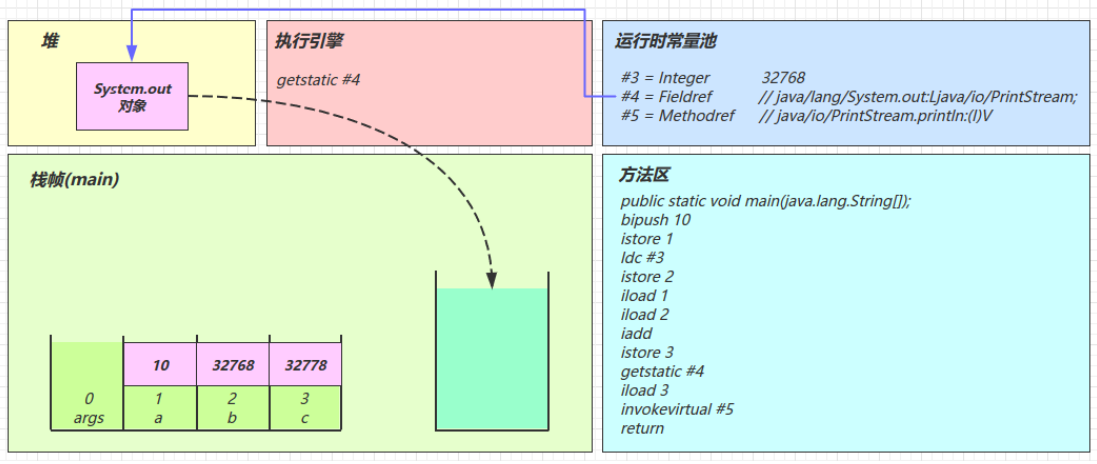 堆
System.out
对象
执行引擎
getstatic #4
运行时常量池
#3 = Integer 32768
#4 = Fieldref // java/lang/System.out:Ljava/io/PrintStream;
#5 = Methodref // java/io/PrintStream.println:(I)V
栈帧(main)
10 32768 32778
0 1 2 3
args a b c
方法区
public static void main(java.lang.String[]);
bipush 10
istore 1
ldc #3
istore 2
iload 1
iload 2
iadd
istore 3
getstatic #4
iload 3
invokevirtual #5
return